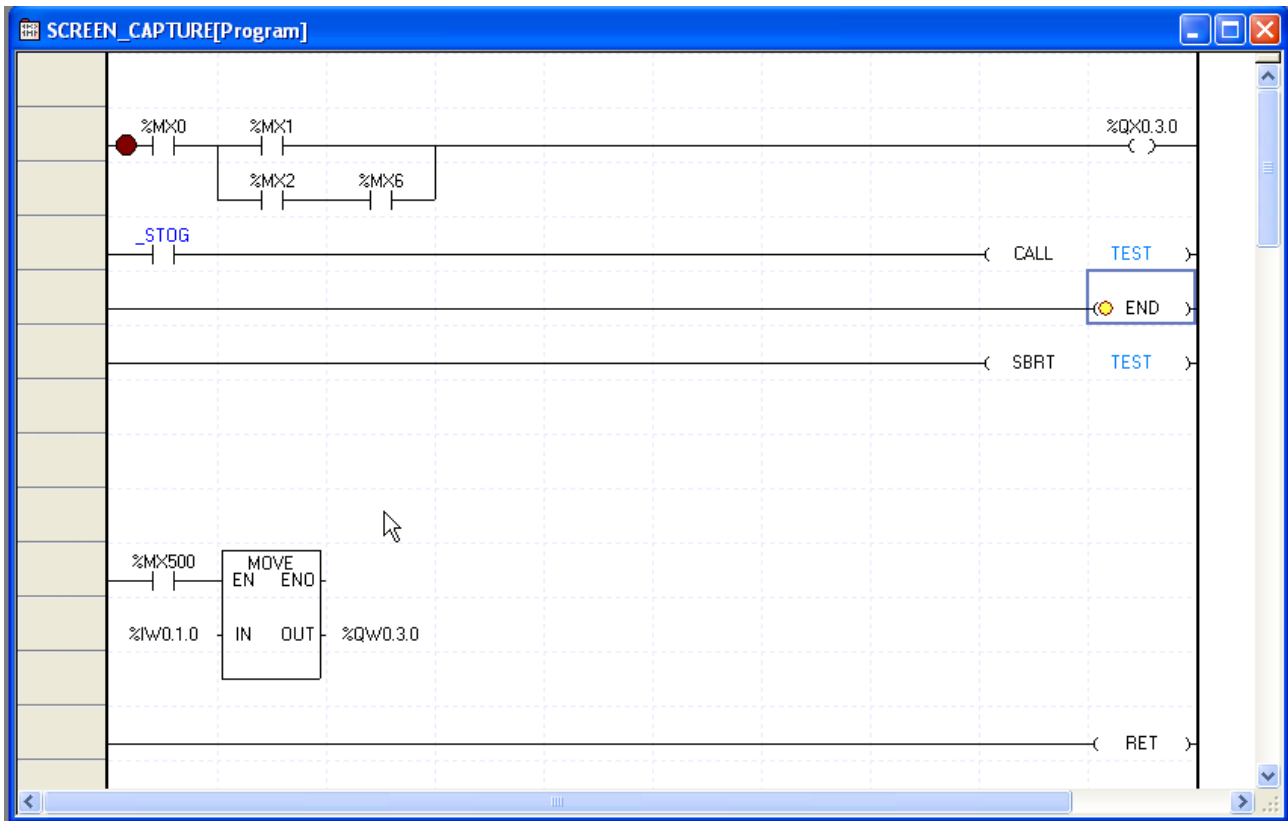 SCREEN_CAPTURE[Program]
%MX0 %MX1 %QX0.3.0
%MX2 %MX6
_STOG
CALL TEST
END
SBRT TEST
%MX500 MOVE
EN ENO
%IW0.1.0 IN OUT %QW0.3.0
RET